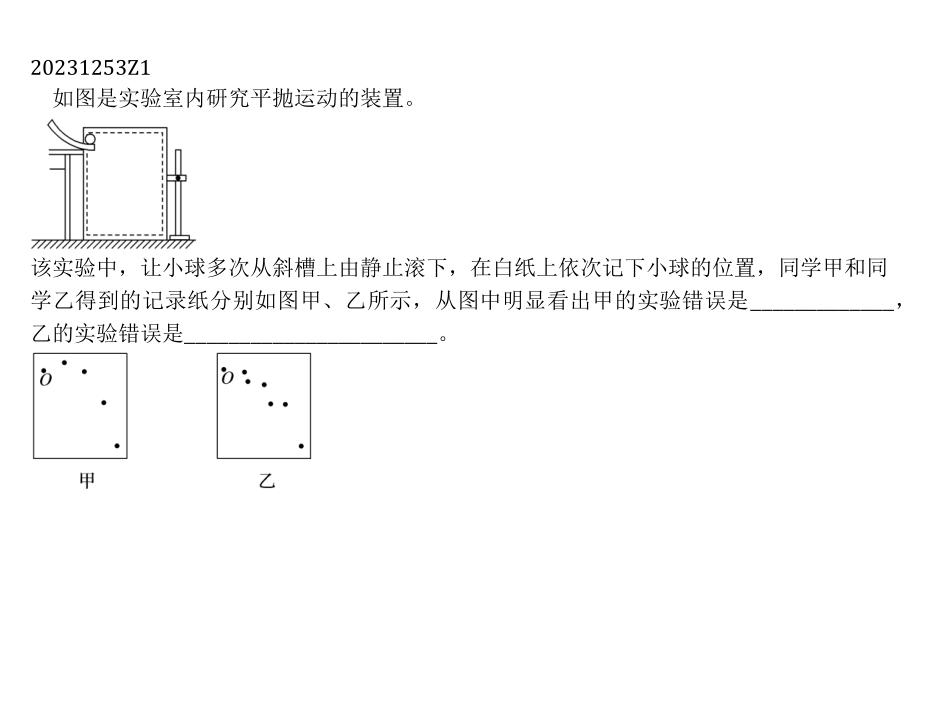 20231253Z1
如图是实验室内研究平抛运动的装置。
该实验中，让小球多次从斜槽上由静止滚下，在白纸上依次记下小球的位置，同学甲和同
学乙得到的记录纸分别如图甲、乙所示，从图中明显看出甲的实验错误是_____________，
乙的实验错误是_______________________。
O O
甲 乙